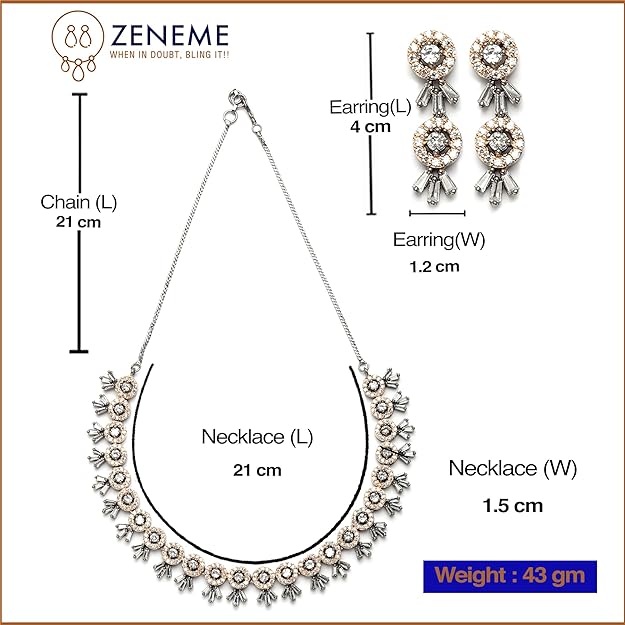 ZENEME
WHEN IN DOUBT, BLING IT!!
Earring(L)
4 cm
Chain (L)
21 cm
Earring(W)
1.2 cm
Necklace (L)
21 cm
Necklace (W)
1.5 cm
Weight : 43 gm